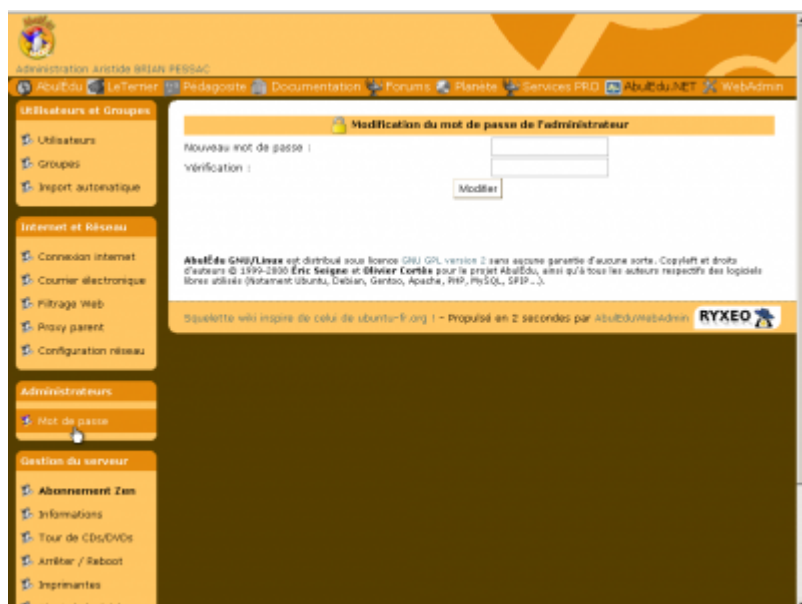 AbulÉdu
Administration Aristide BRIAN PESSAC
AbulÉdu LeTerrier Pedagosite Documentation Forums Planete Services PRO AbulEdu.NET WebAdmin
Utilisateurs et Groupes
Utilisateurs
Groupes
Import automatique
Internet et Réseau
Connexion internet
Courrier électronique
Filtrage Web
Proxy parent
Configuration réseau
Administrateurs
Mot de passe
Gestion du serveur
Abonnement Zen
Informations
Tour de CDs/DVDs
Arrêter / Reboot
Imprimantes
Modification du mot de passe de l'administrateur
Nouveau mot de passe :
Vérification :
Modifier
AbulÉdu GNU/Linux est distribué sous licence GNU GPL version 2 sans aucune garantie d'aucune sorte. Copyleft et droits
d'auteurs © 1999-2008 Éric Seigne et Olivier Cortès pour le projet AbulÉdu, ainsi qu'à tous les auteurs respectifs des logiciels
libres utilisés (Notament Ubuntu, Debian, Gentoo, Apache, PHP, MySQL, SPIP ...).
Squelette wiki inspire de celui de ubuntu-fr.org ! - Propulsé en 2 secondes par AbulEduWebAdmin RYXEO